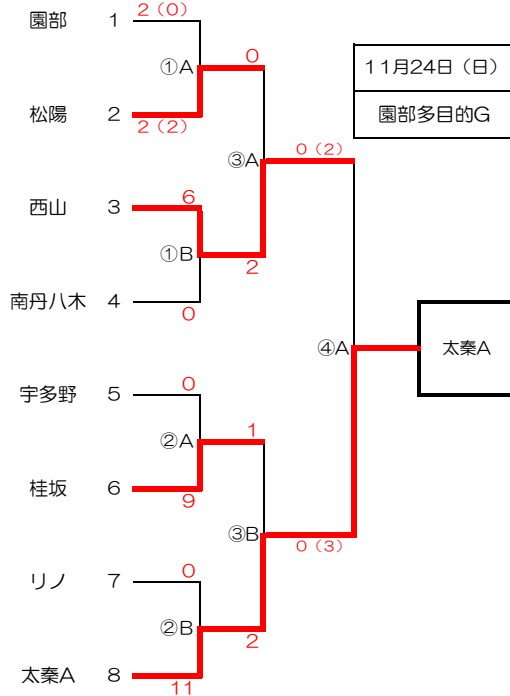 園部 1 2(0)
①A 0
松陽 2 2(2)
11月24日(日)
園部多目的G
③A 0(2)
西山 3 6
①B 2
南丹八木 4 0
④A 太秦A
宇多野 5 0
②A 1
桂坂 6 9
③B 0(3)
リノ 7 0
②B 2
太秦A 8 11